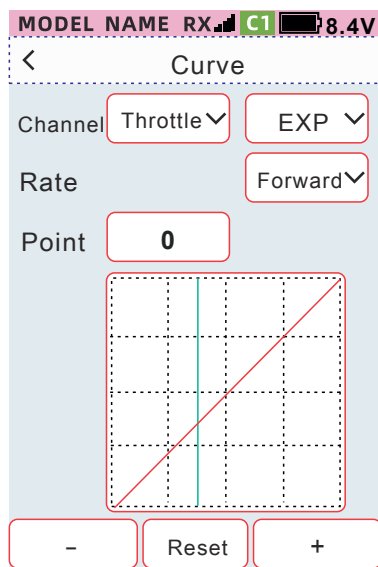 MODEL NAME RX C1 8.4V
< Curve
Channel Throttle EXP
Rate Forward
Point 0
- Reset +